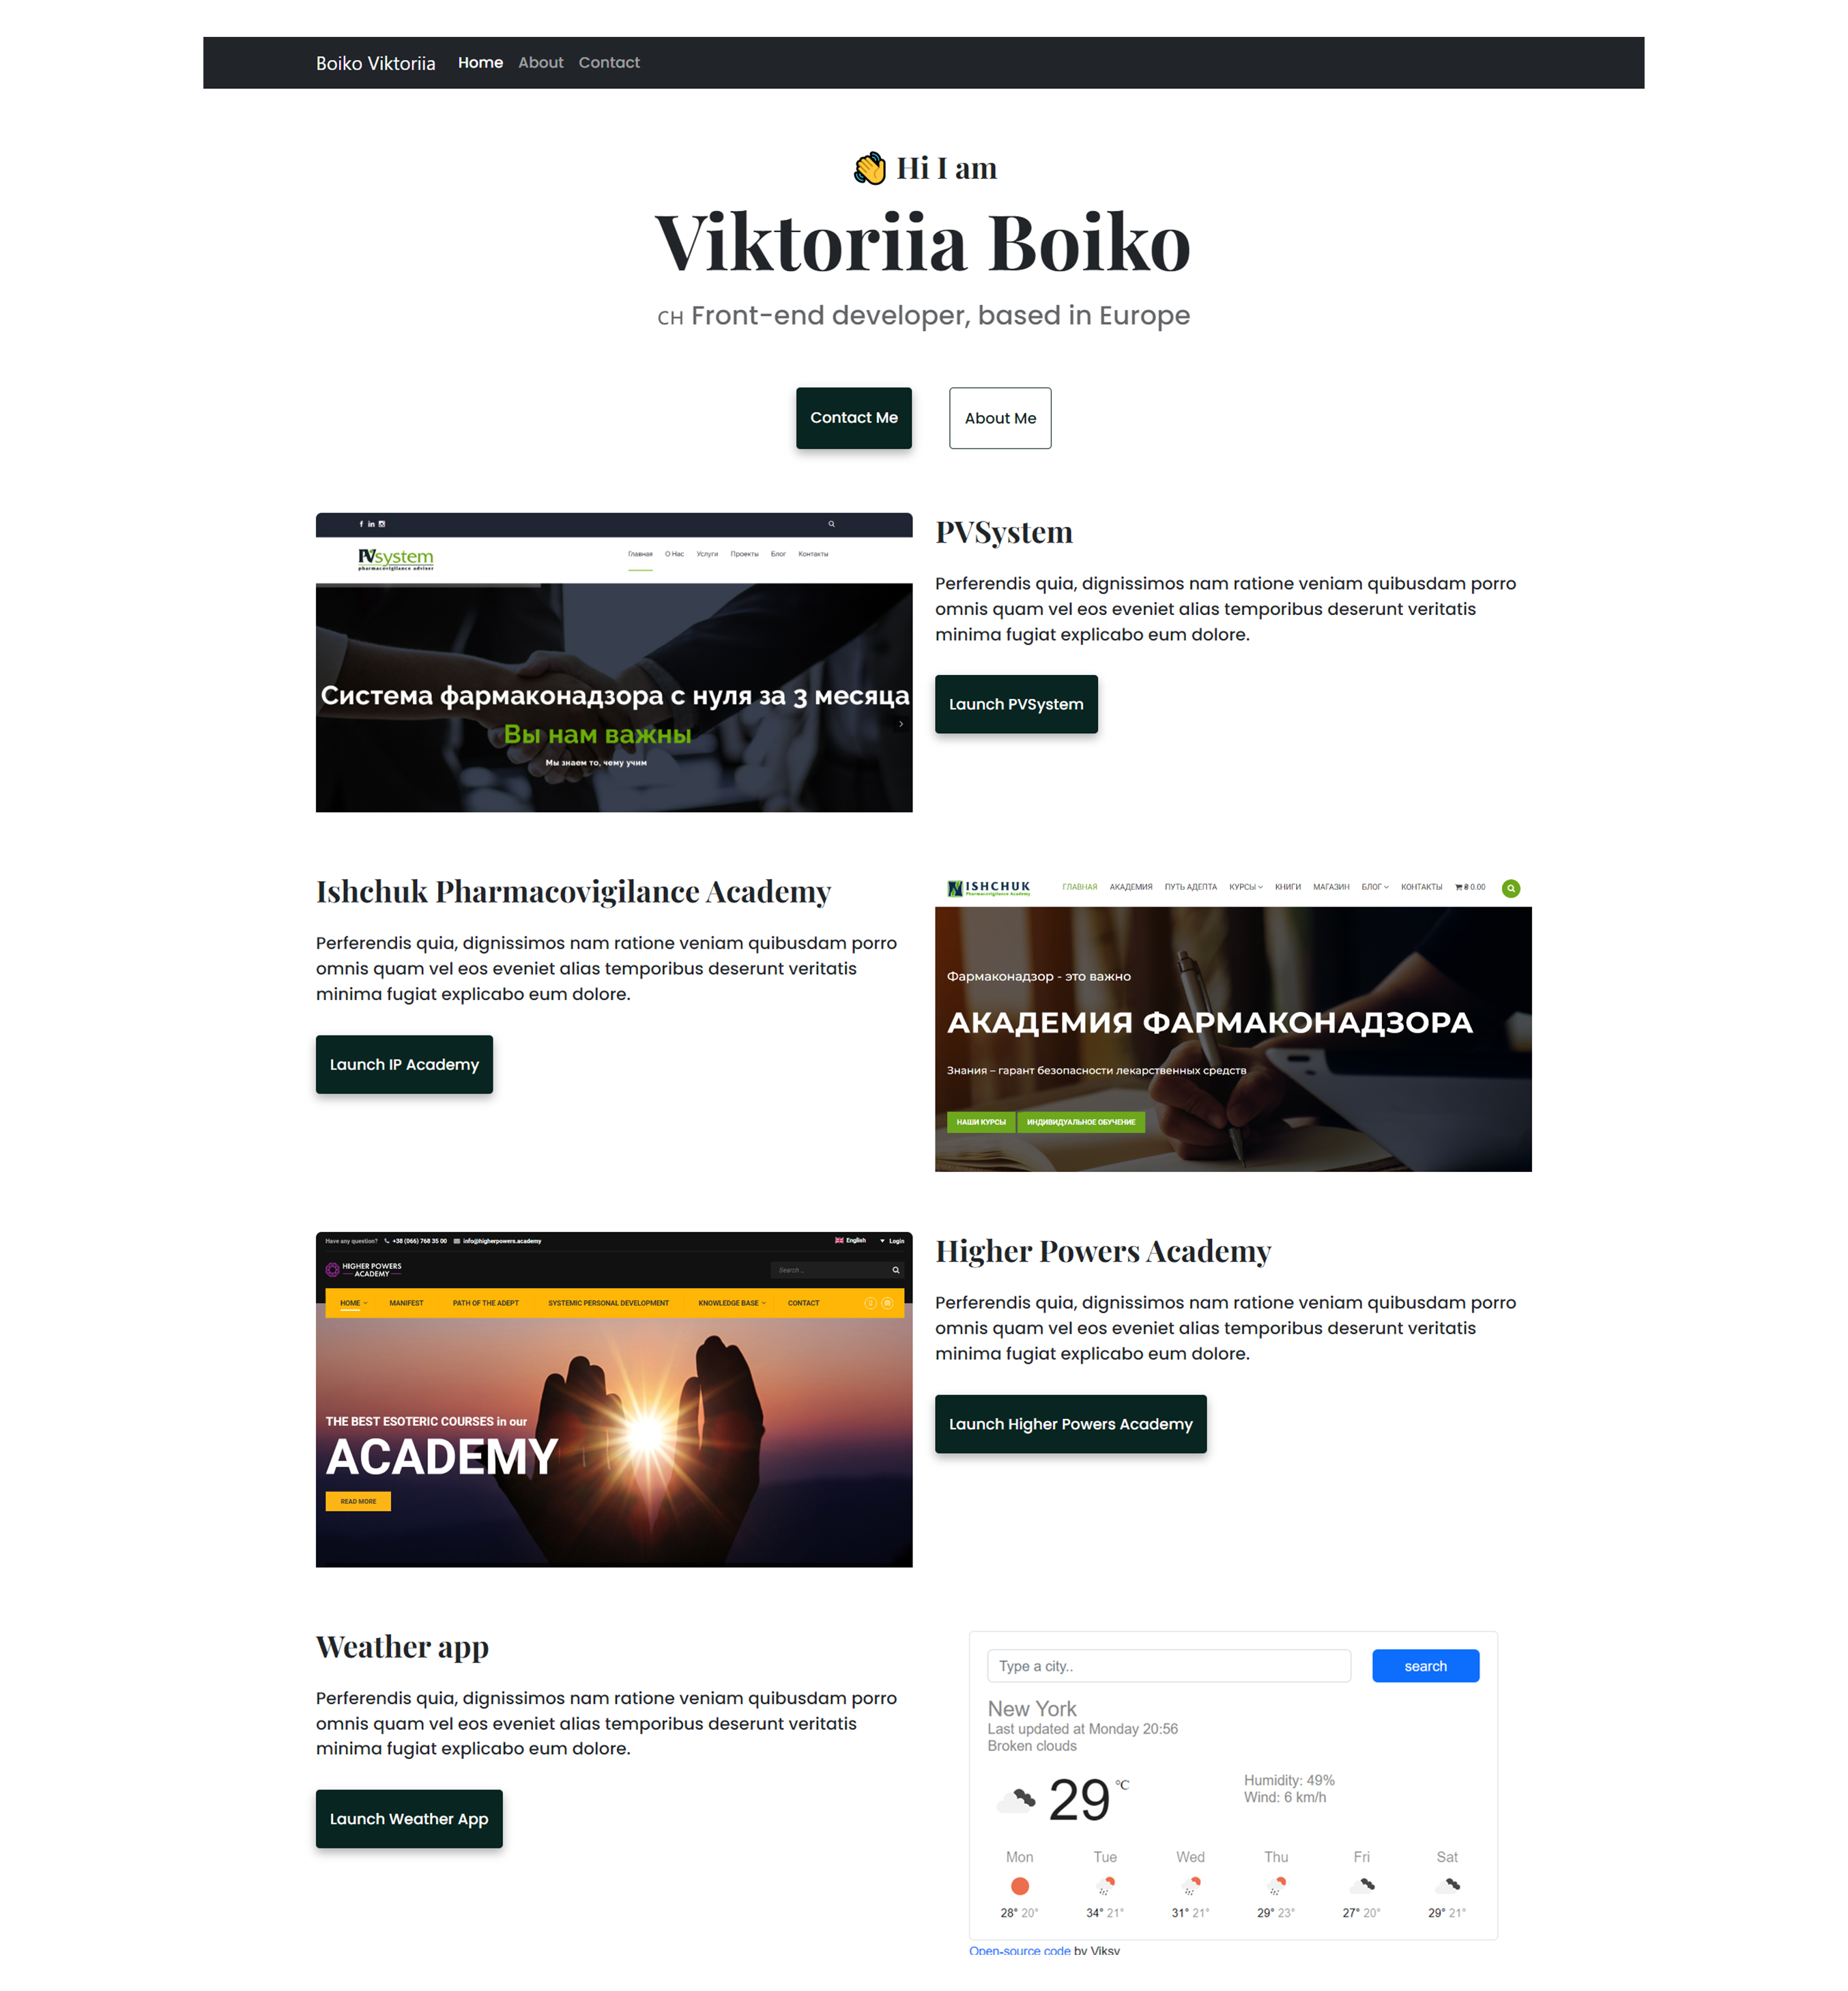 Boiko Viktoriia Home About Contact
Hi I am
Viktoriia Boiko
CH Front-end developer, based in Europe
Contact Me About Me
PVsystem
pharmacovigilance adviser
Главная О Нас Услуги Проекты Блог Контакты
Система фармаконадзора с нуля за 3 месяца
Вы нам важны
Мы знаем то, чему учим
PVSystem
Perferendis quia, dignissimos nam ratione veniam quibusdam porro
omnis quam vel eos eveniet alias temporibus deserunt veritatis
minima fugiat explicabo eum dolore.
Launch PVSystem
Ishchuk Pharmacovigilance Academy
Perferendis quia, dignissimos nam ratione veniam quibusdam porro
omnis quam vel eos eveniet alias temporibus deserunt veritatis
minima fugiat explicabo eum dolore.
Launch IP Academy
ISHCHUK
Pharmacovigilance Academy
ГЛАВНАЯ АКАДЕМИЯ ПУТЬ АДЕПТА КУРСЫ КНИГИ МАГАЗИН БЛОГ КОНТАКТЫ ₴ 0.00
Фармаконадзор - это важно
АКАДЕМИЯ ФАРМАКОНАДЗОРА
Знания – гарант безопасности лекарственных средств
НАШИ КУРСЫ ИНДИВИДУАЛЬНОЕ ОБУЧЕНИЕ
Have any question? +38 (066) 768 35 00 info@higherpowers.academy English Login
HIGHER POWERS
ACADEMY
Search ...
HOME MANIFEST PATH OF THE ADEPT SYSTEMIC PERSONAL DEVELOPMENT KNOWLEDGE BASE CONTACT
THE BEST ESOTERIC COURSES in our
ACADEMY
READ MORE
Higher Powers Academy
Perferendis quia, dignissimos nam ratione veniam quibusdam porro
omnis quam vel eos eveniet alias temporibus deserunt veritatis
minima fugiat explicabo eum dolore.
Launch Higher Powers Academy
Weather app
Perferendis quia, dignissimos nam ratione veniam quibusdam porro
omnis quam vel eos eveniet alias temporibus deserunt veritatis
minima fugiat explicabo eum dolore.
Launch Weather App
Type a city.. search
New York
Last updated at Monday 20:56
Broken clouds
29 °C
Humidity: 49%
Wind: 6 km/h
Mon Tue Wed Thu Fri Sat
28° 20° 34° 21° 31° 21° 29° 23° 27° 20° 29° 21°
Open-source code by Viksy